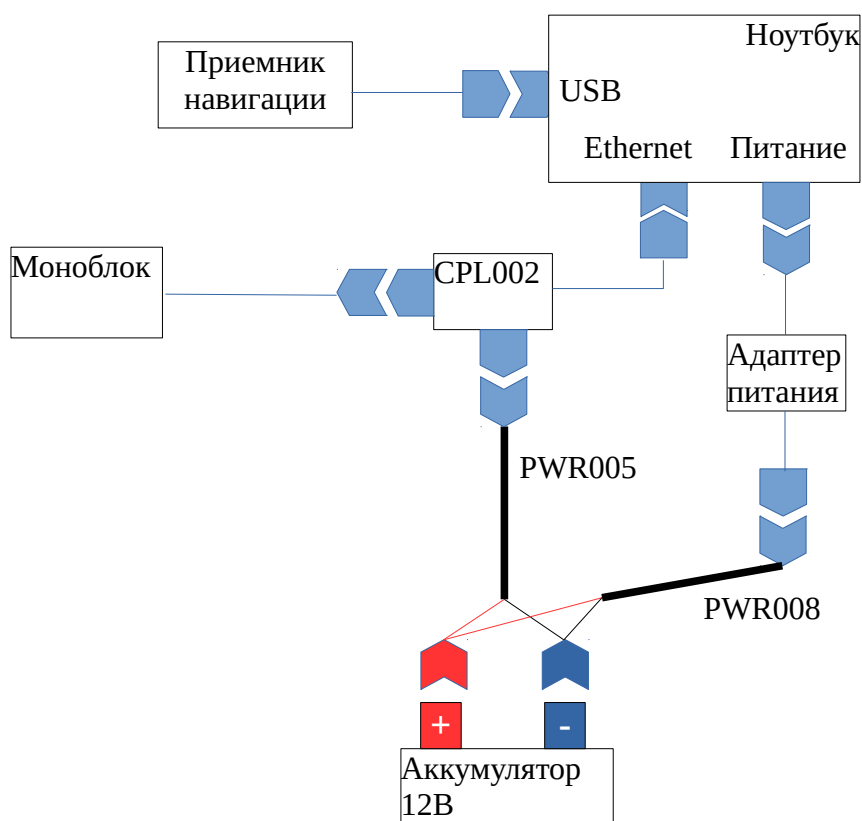 Ноутбук
Приемник
навигации
USB
Ethernet
Питание
Моноблок
CPL002
Адаптер
питания
PWR005
PWR008
+
-
Аккумулятор
12В